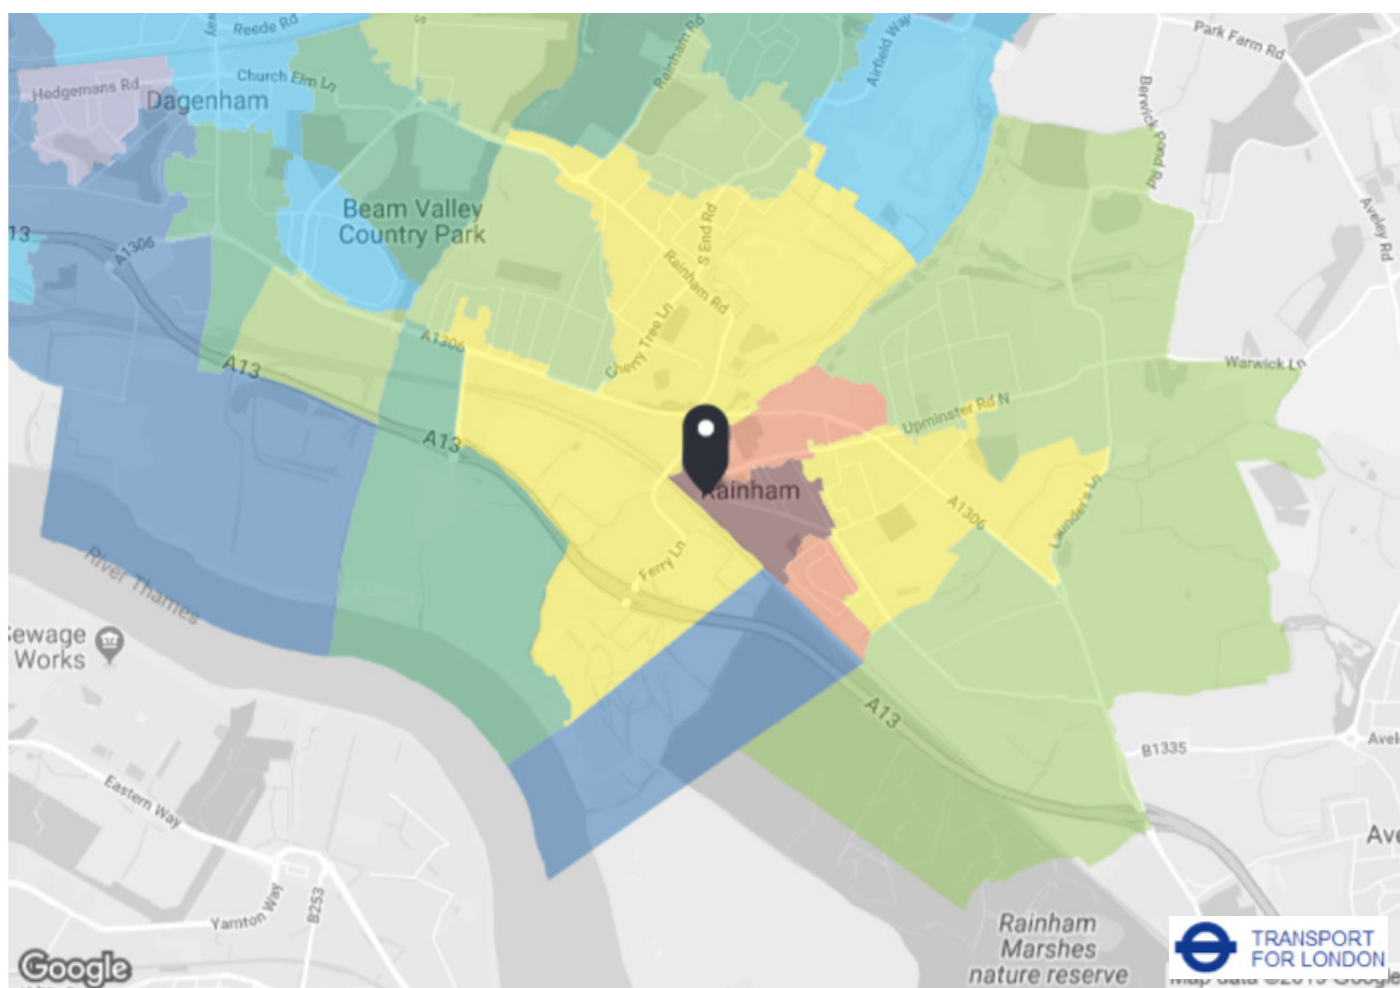 Reede Rd
Park Farm Rd
Airfield Way
Rainham Rd
Hedgemans Rd
Church Elm Ln
Dagenham
Berwick Pond Rd
Beam Valley
Country Park
S End Rd
Aveley Rd
13
A1306
Rainham Rd
A1306
Cherry Tree Ln
A13
Warwick Ln
Upminster Rd N
A13
Rainham
A1306
Launder's Ln
Ferry Ln
River Thames
Sewage
Works
A13
B1335
Eastern Way
Yarnton Way
B253
Rainham
Marshes
nature reserve
TRANSPORT
FOR LONDON
Google